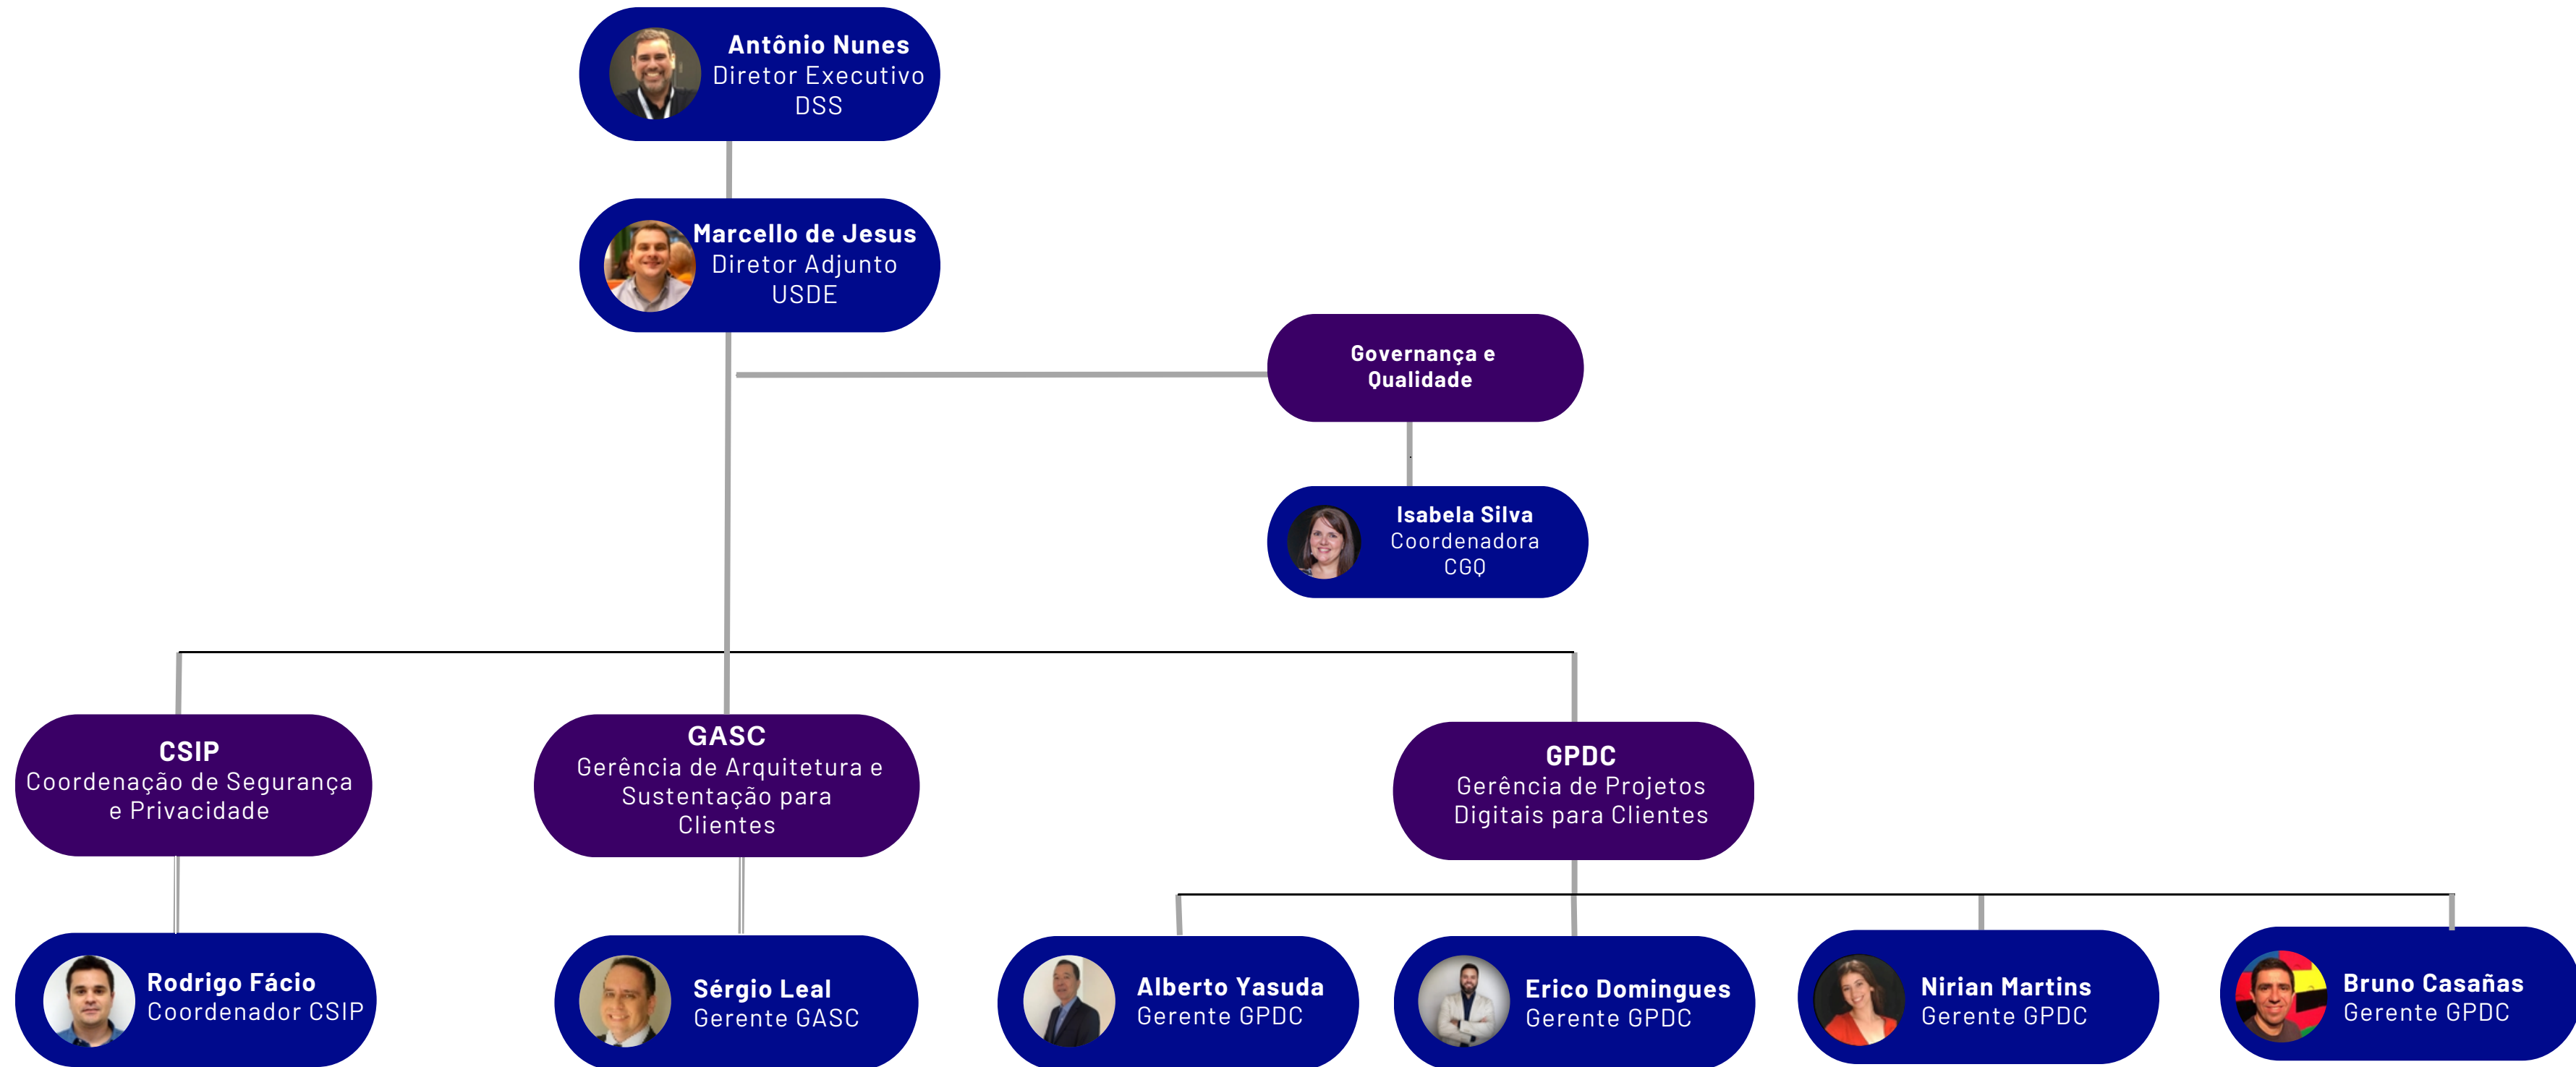 Antônio Nunes
Diretor Executivo
DSS
Marcello de Jesus
Diretor Adjunto
USDE
Governança e
Qualidade
Isabela Silva
Coordenadora
CGQ
CSIP
Coordenação de Segurança
e Privacidade
GASC
Gerência de Arquitetura e
Sustentação para
Clientes
GPDC
Gerência de Projetos
Digitais para Clientes
Rodrigo Fácio
Coordenador CSIP
Sérgio Leal
Gerente GASC
Alberto Yasuda
Gerente GPDC
Erico Domingues
Gerente GPDC
Nirian Martins
Gerente GPDC
Bruno Casañas
Gerente GPDC